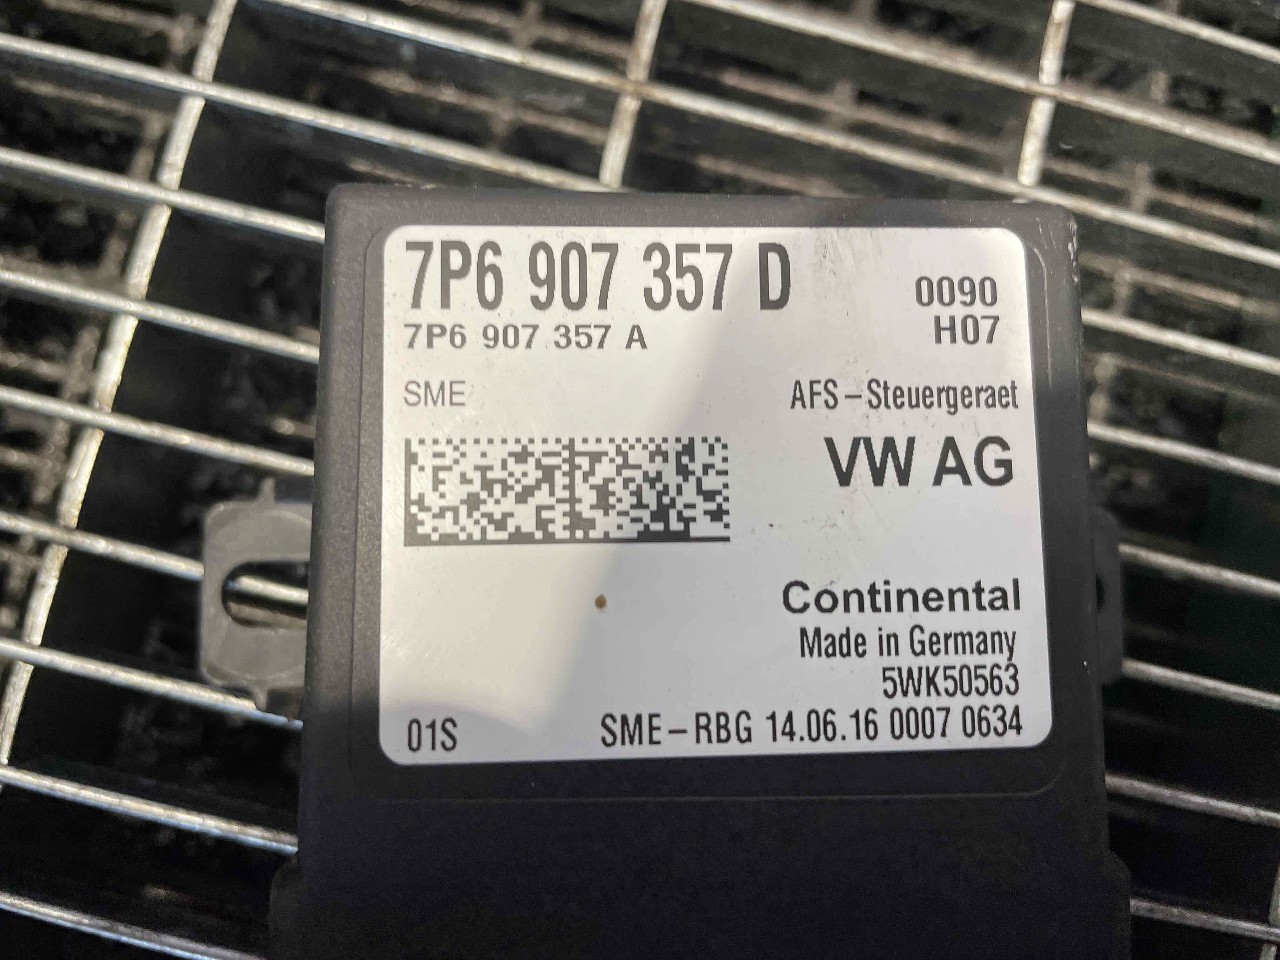 7P6 907 357 D
0090
7P6 907 357 A
H07
SME
AFS-Steuergeraet
VW AG
Continental
Made in Germany
5WK50563
01S
SME-RBG 14.06.16 0007 0634